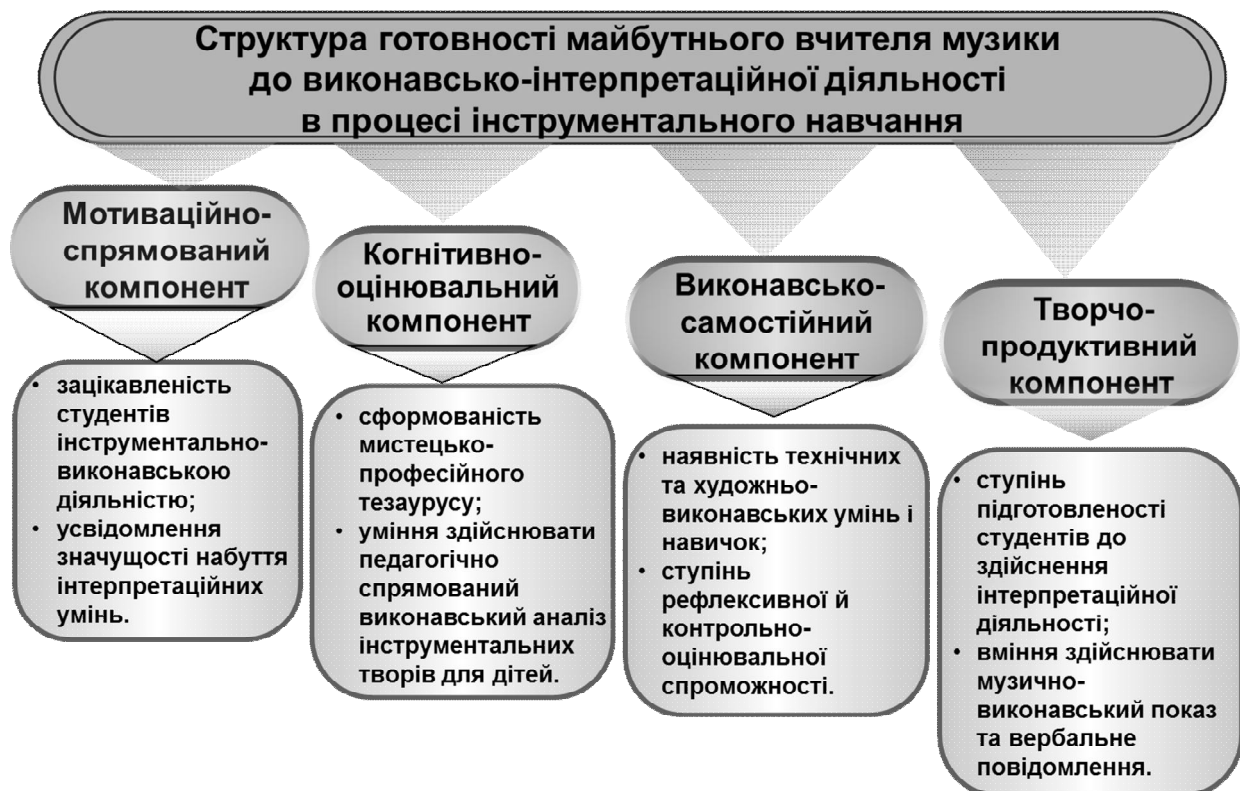 Структура готовності майбутнього вчителя музики
до виконавсько-інтерпретаційної діяльності
в процесі інструментального навчання
Мотиваційно-
спрямований
компонент
• зацікавленість
студентів
інструментально-
виконавською
діяльністю;
• усвідомлення
значущості набуття
інтерпретаційних
умінь.
Когнітивно-
оцінювальний
компонент
• сформованість
мистецько-
професійного
тезаурусу;
• уміння здійснювати
педагогічно
спрямований
виконавський аналіз
інструментальних
творів для дітей.
Виконавсько-
самостійний
компонент
• наявність технічних
та художньо-
виконавських умінь і
навичок;
• ступінь
рефлексивної й
контрольно-
оцінювальної
спроможності.
Творчо-
продуктивний
компонент
• ступінь
підготовленості
студентів до
здійснення
інтерпретаційної
діяльності;
• вміння здійснювати
музично-
виконавський показ
та вербальне
повідомлення.